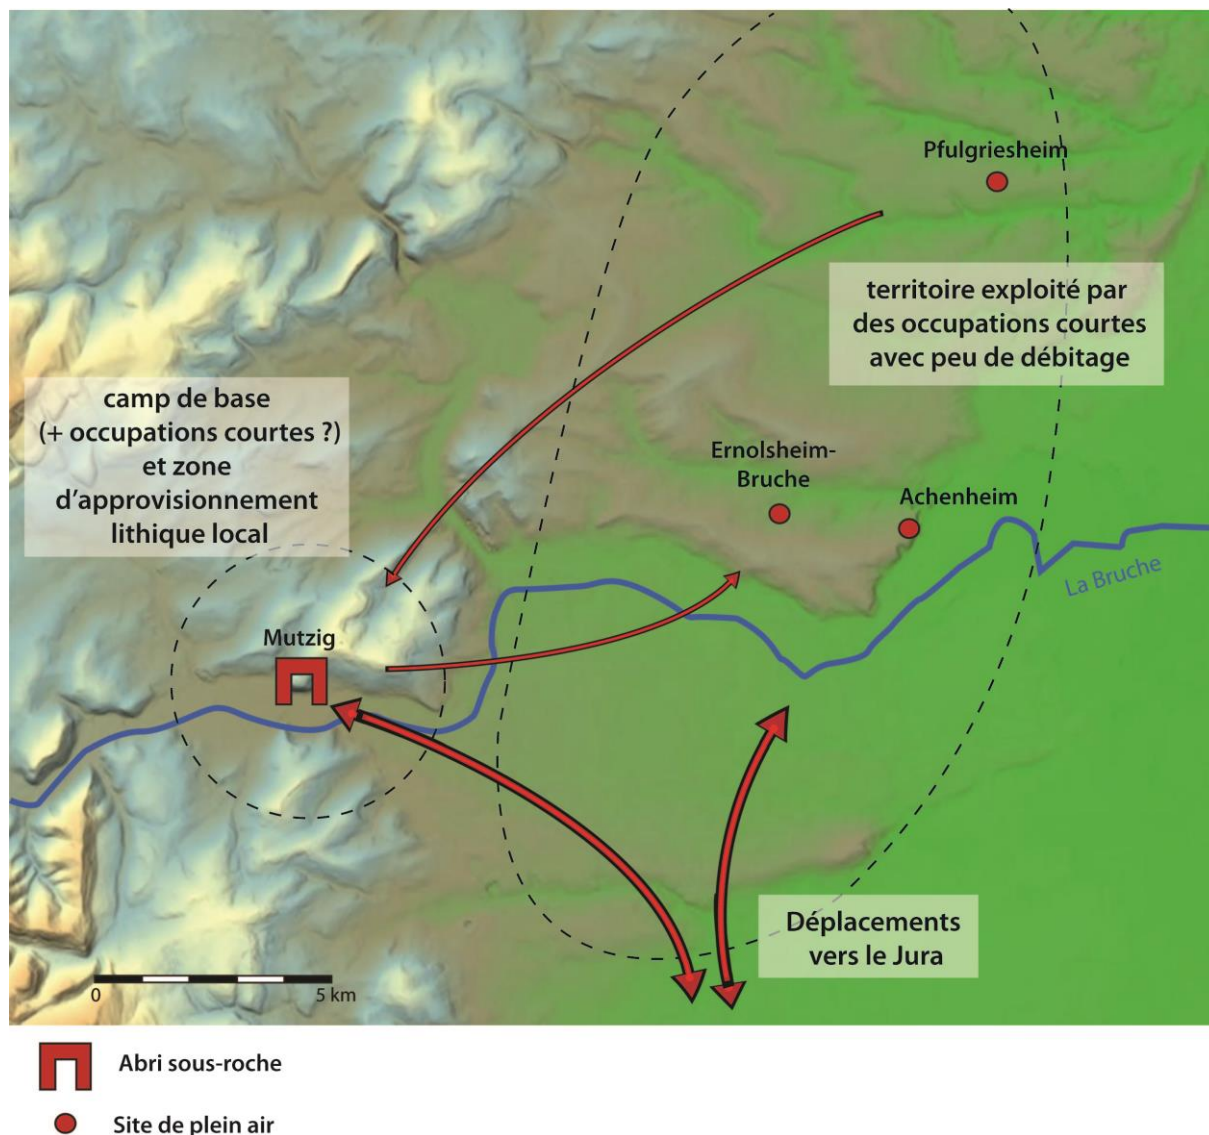 Pfulgriesheim
territoire exploité par
des occupations courtes
avec peu de débitage
camp de base
(+ occupations courtes ?)
et zone
d'approvisionnement
lithique local
Ernolsheim-
Bruche
Achenheim
La Bruche
Mutzig
Déplacements
vers le Jura
0
5 km
Abri sous-roche
Site de plein air